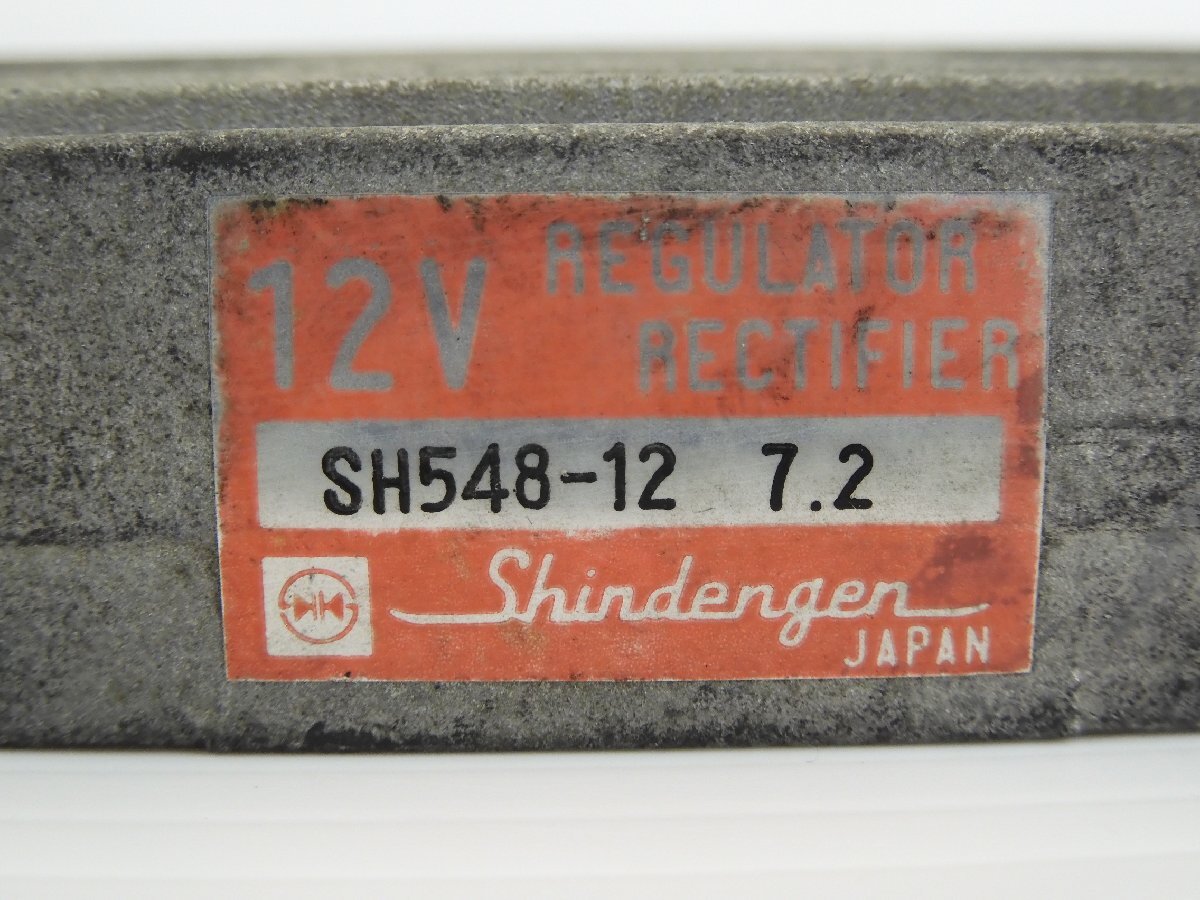 12V REGULATOR
RECTIFIER
SH548-12 7.2
Shindengen
JAPAN